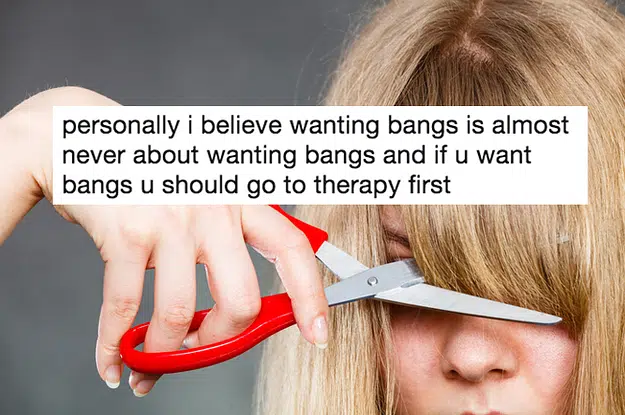 personally i believe wanting bangs is almost
never about wanting bangs and if u want
bangs u should go to therapy first